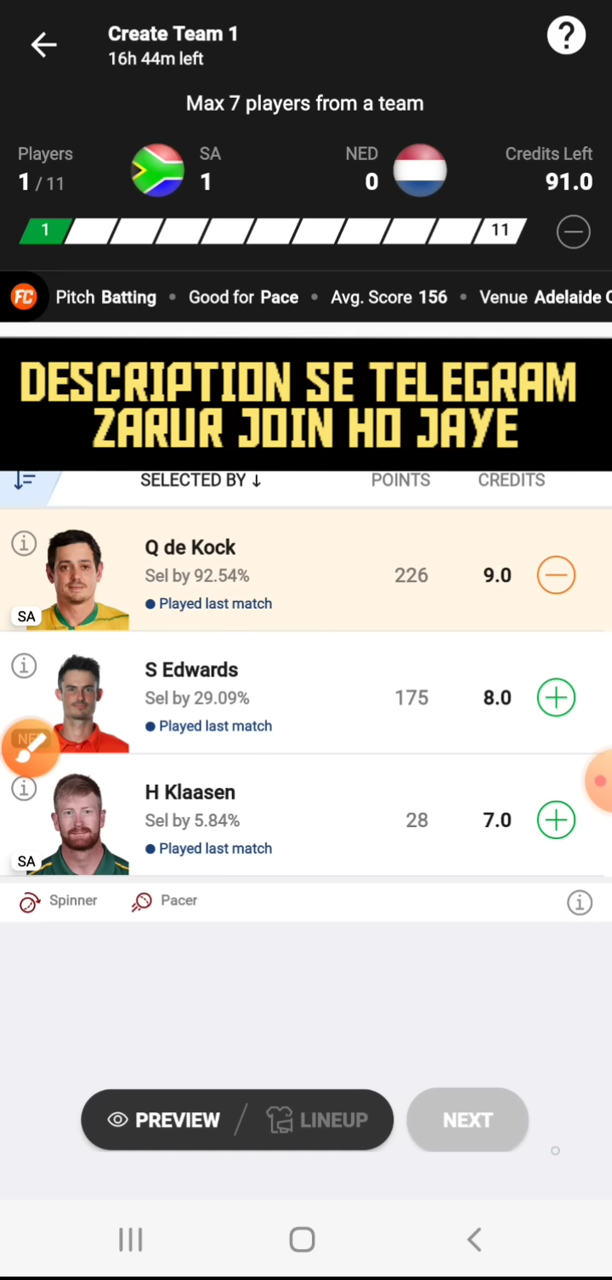 Create Team 1
16h 44m left
?
Max 7 players from a team
Players
1 / 11
SA
1
NED
0
Credits Left
91.0
1
11
FC Pitch Batting • Good for Pace • Avg. Score 156 • Venue Adelaide
DESCRIPTION SE TELEGRAM
ZARUR JOIN HO JAYE
SELECTED BY ↓ POINTS CREDITS
Q de Kock
Sel by 92.54% 226 9.0
Played last match
SA
S Edwards
Sel by 29.09% 175 8.0
Played last match
H Klaasen
Sel by 5.84% 28 7.0
Played last match
SA
Spinner Pacer
PREVIEW / LINEUP NEXT